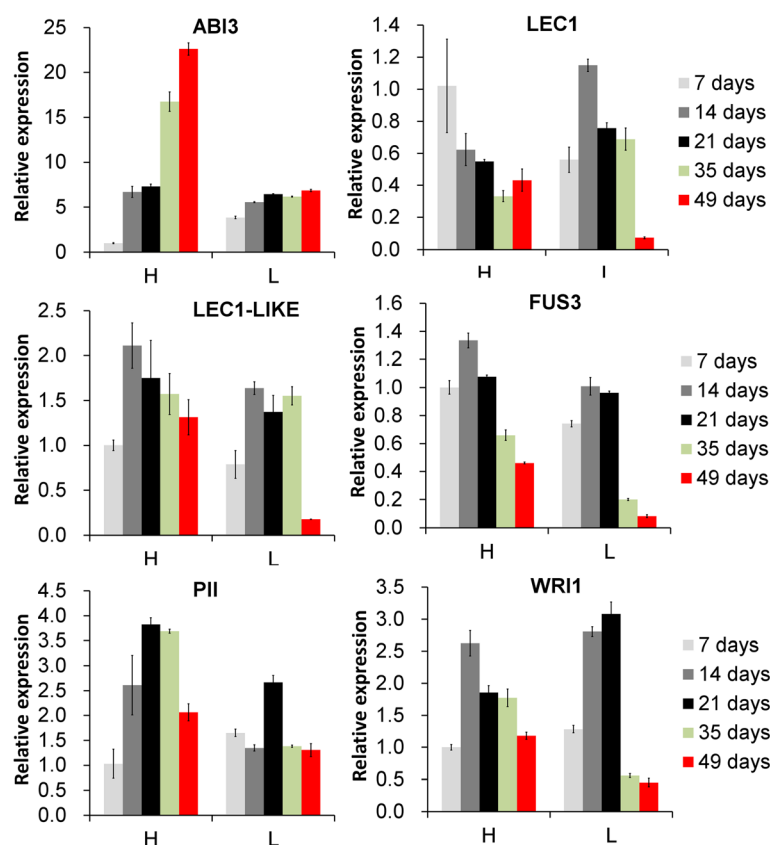 ABI3
Relative expression
25
20
15
10
5
0
H L
LEC1
Relative expression
1.4
1.2
1.0
0.8
0.6
0.4
0.2
0.0
H
7 days
14 days
21 days
35 days
49 days
LEC1-LIKE
Relative expression
2.5
2.0
1.5
1.0
0.5
0.0
H L
FUS3
Relative expression
1.6
1.4
1.2
1.0
0.8
0.6
0.4
0.2
0.0
H L
7 days
14 days
21 days
35 days
49 days
PII
Relative expression
4.5
4.0
3.5
3.0
2.5
2.0
1.5
1.0
0.5
0.0
H L
WRI1
Relative expression
3.5
3.0
2.5
2.0
1.5
1.0
0.5
0.0
H L
7 days
14 days
21 days
35 days
49 days